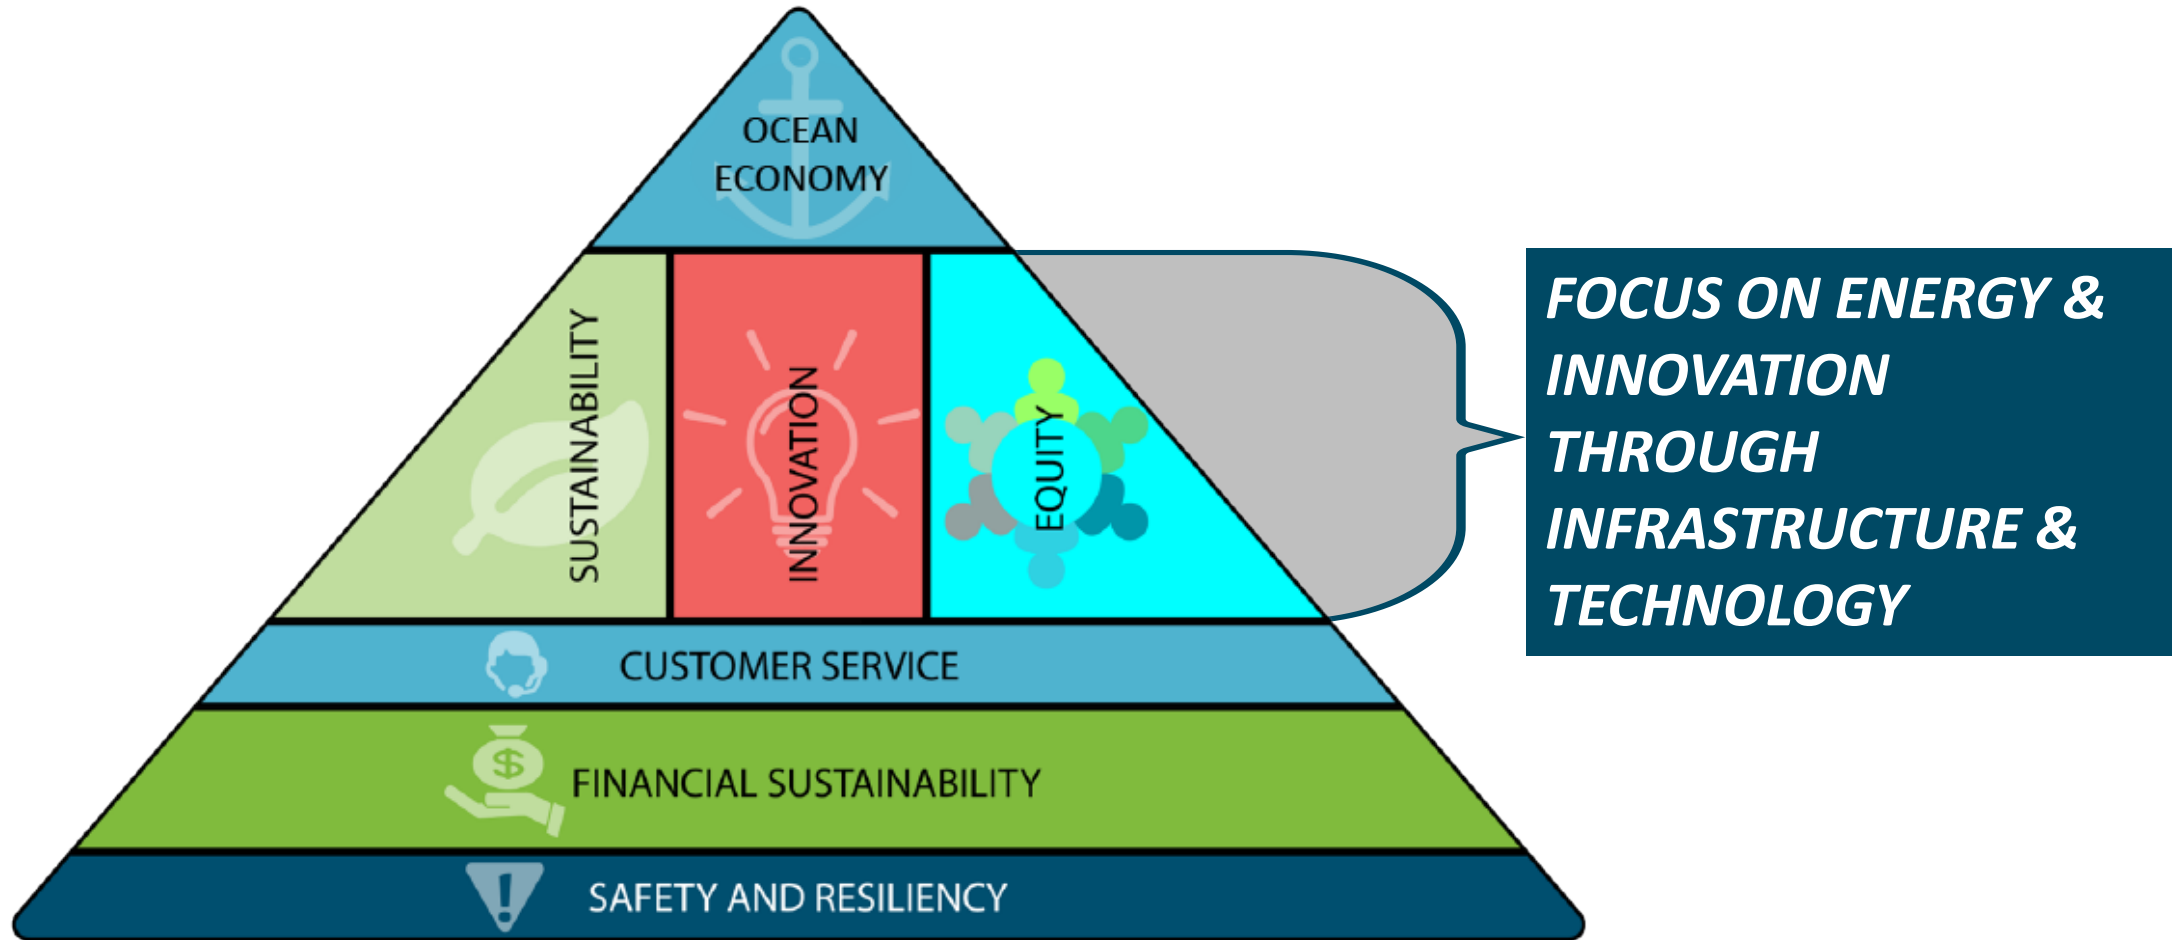 OCEAN
ECONOMY
SUSTAINABILITY
INNOVATION
EQUITY
FOCUS ON ENERGY &
INNOVATION
THROUGH
INFRASTRUCTURE &
TECHNOLOGY
CUSTOMER SERVICE
$
FINANCIAL SUSTAINABILITY
!
SAFETY AND RESILIENCY